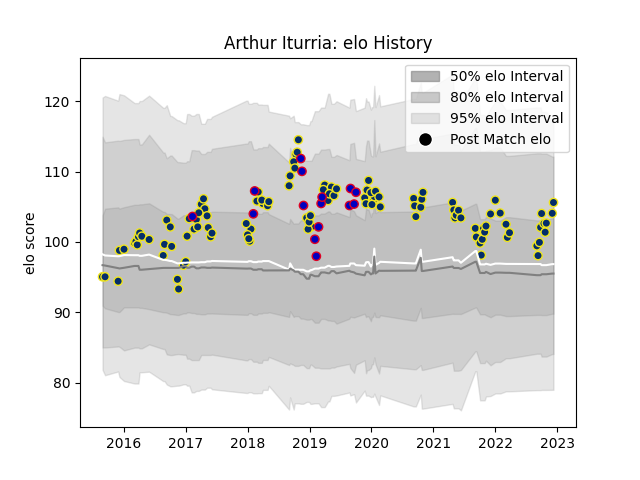 Arthur Iturria: elo History
50% elo Interval
80% elo Interval
95% elo Interval
Post Match elo
elo score
120
110
100
90
80
2016 2017 2018 2019 2020 2021 2022 2023